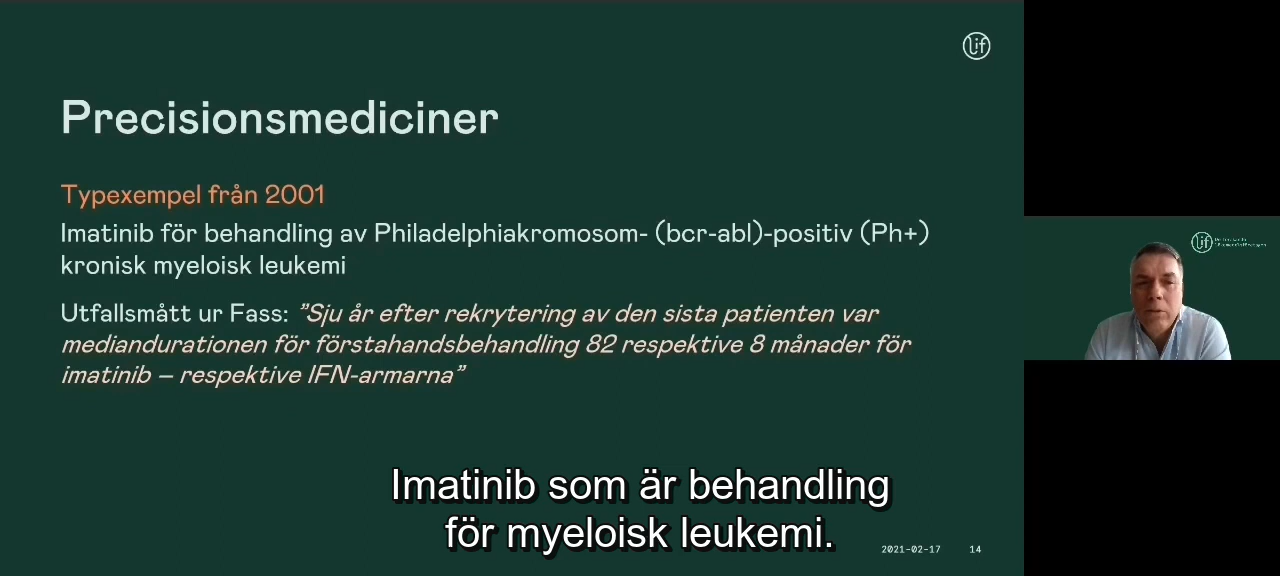 lif
Precisionsmediciner
Typexempel från 2001
Imatinib för behandling av Philadelphiakromosom- (bcr-abl)-positiv (Ph+)
kronisk myeloisk leukemi
Utfallsmått ur Fass: ”Sju år efter rekrytering av den sista patienten var
mediandurationen för förstahandsbehandling 82 respektive 8 månader för
imatinib – respektive IFN-armarna”
Imatinib som är behandling
för myeloisk leukemi.
2021-02-17 14
lif